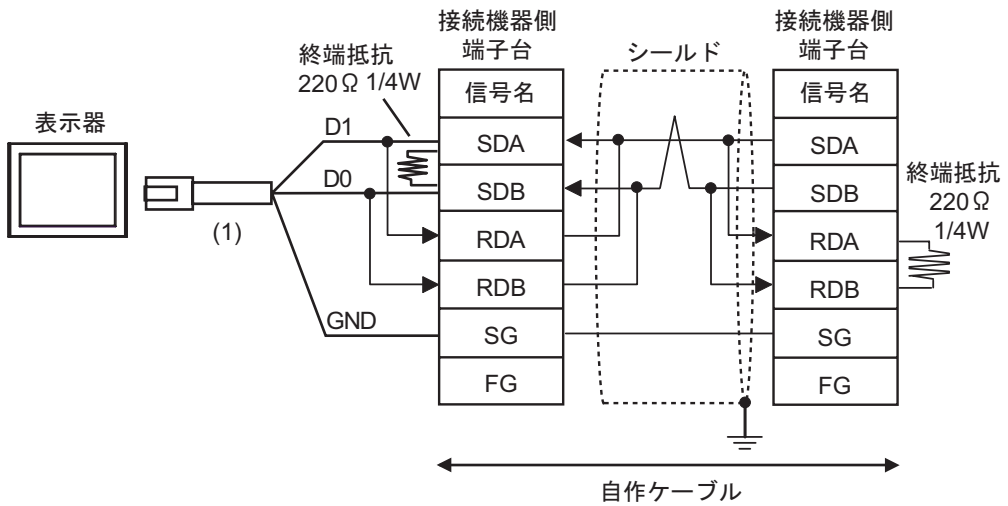 接続機器側
端子台
接続機器側
端子台
シールド
終端抵抗
220Ω 1/4W
信号名
信号名
表示器
D1
SDA
SDA
D0
SDB
SDB
終端抵抗
220Ω
1/4W
(1)
RDA
RDA
RDB
RDB
GND
SG
SG
FG
FG
自作ケーブル